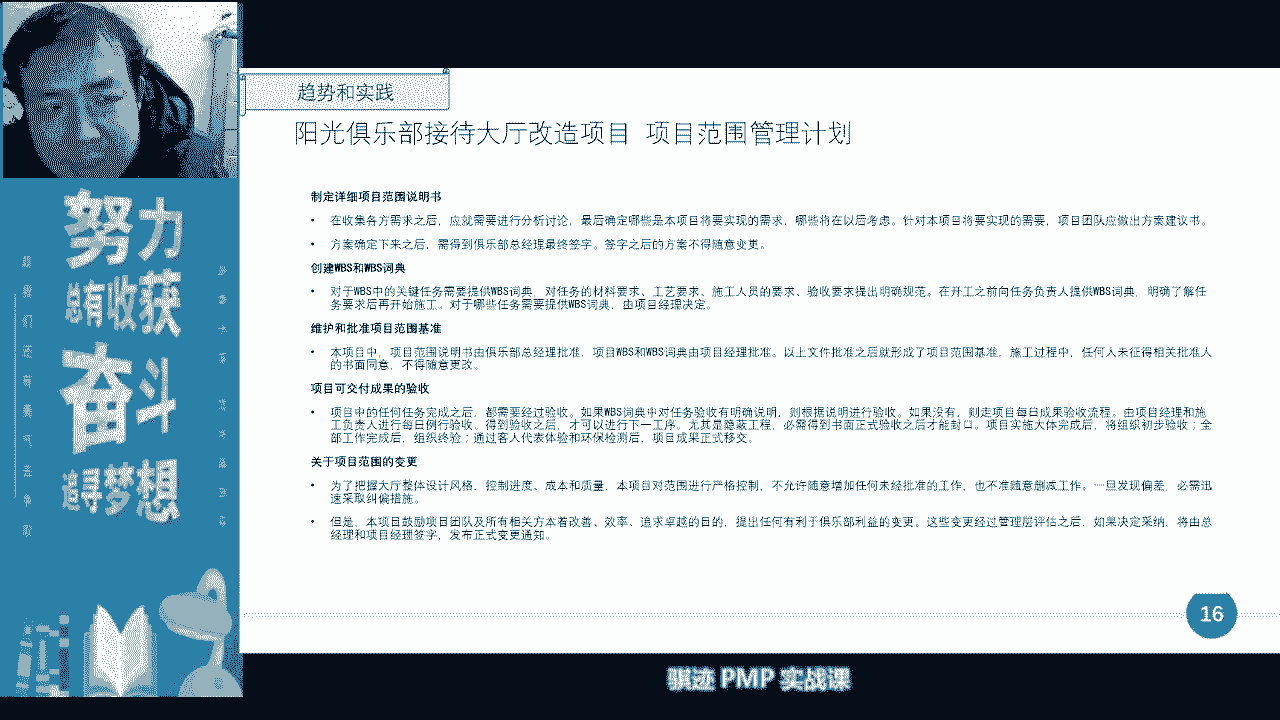 趋势和实践
阳光俱乐部接待大厅改造项目 项目范围管理计划
制定详细项目范围说明书
• 在收集各方需求之后，应就需要进行分析讨论，最后确定哪些是本项目将要实现的需求，哪些将在以后考虑。针对本项目将要实现的需要，项目团队应做出方案建议书。
• 方案确定下来之后，需得到俱乐部总经理最终签字。签字之后的方案不得随意变更。
创建WBS和WBS词典
• 对于WBS中的关键任务需要提供WBS词典，对任务的材料要求、工艺要求、施工人员的要求、验收要求提出明确规范。在开工之前向任务负责人提供WBS词典，明确了解任
务要求后再开始施工。对于哪些任务需要提供WBS词典，由项目经理决定。
维护和批准项目范围基准
• 本项目中，项目范围说明书由俱乐部总经理批准，项目WBS和WBS词典由项目经理批准。以上文件批准之后就形成了项目范围基准，施工过程中，任何人未征得相关批准人
的书面同意，不得随意更改。
项目可交付成果的验收
• 项目中的任何任务完成之后，都需要经过验收。如果WBS词典中对任务验收有明确说明，则根据说明进行验收。如果没有，则走项目每日成果验收流程。由项目经理和施
工负责人进行每日例行验收。得到验收之后，才可以进行下一工序。尤其是隐蔽工程，必需得到书面正式验收之后才能封口。项目实施大体完成后，将组织初步验收；全
部工作完成后，组织终验；通过客人代表体验和环保检测后，项目成果正式移交。
关于项目范围的变更
• 为了把握大厅整体设计风格，控制进度、成本和质量，本项目对范围进行严格控制，不允许随意增加任何未经批准的工作，也不准随意删减工作。一旦发现偏差，必需迅
速采取纠偏措施。
• 但是，本项目鼓励项目团队及所有相关方本着改善、效率、追求卓越的目的，提出任何有利于俱乐部利益的变更。这些变更经过管理层评估之后，如果决定采纳，将由总
经理和项目经理签字，发布正式变更通知。
16
努力
总有收获
奋斗
追寻梦想
骐迹 PMP 实战课